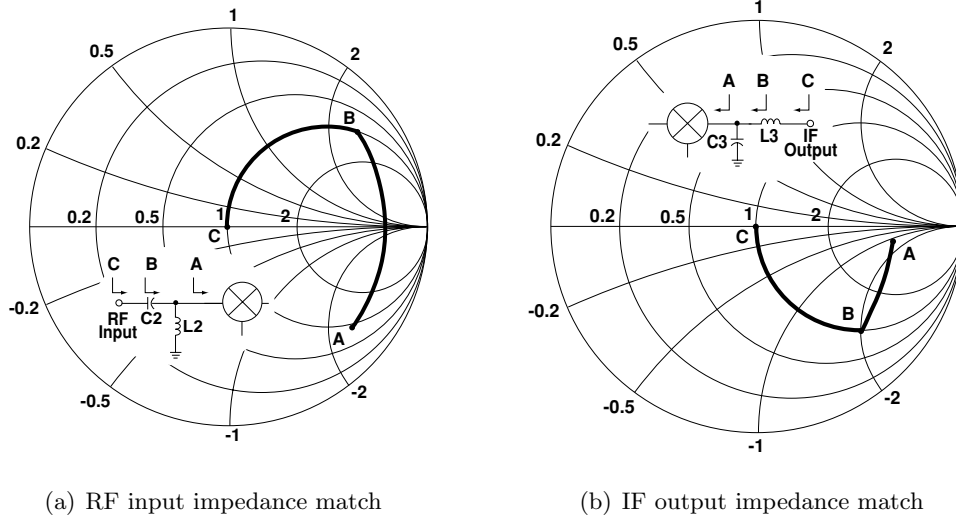 1
0.5
2
B
0.2
0.2
0.5
1
2
C
C
B
A
RF
Input
C2
L2
A
-0.2
-0.5
-2
-1
(a) RF input impedance match
1
0.5
2
A
B
C
C3
L3
IF
Output
0.2
0.2
0.5
1
2
C
A
B
-0.2
-0.5
-2
-1
(b) IF output impedance match